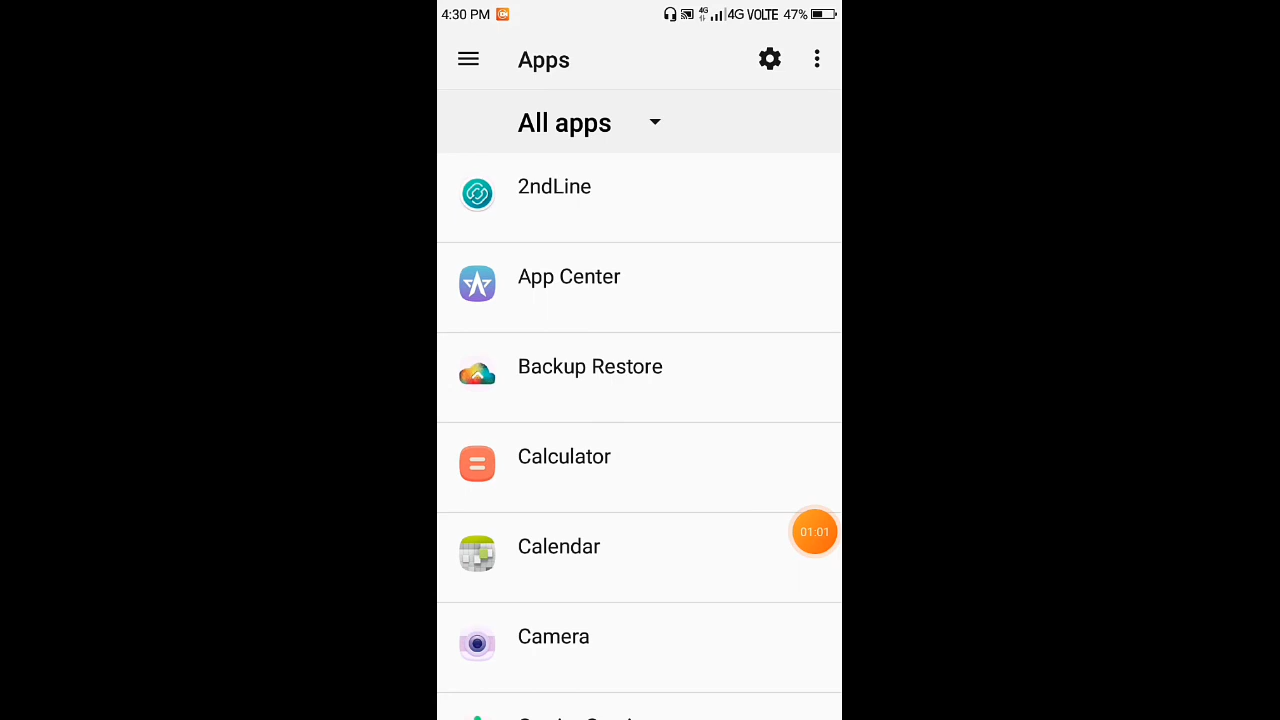 4:30 PM 4G 4G VOLTE 47%
Apps
All apps
2ndLine
App Center
Backup Restore
Calculator
Calendar
01:01
Camera